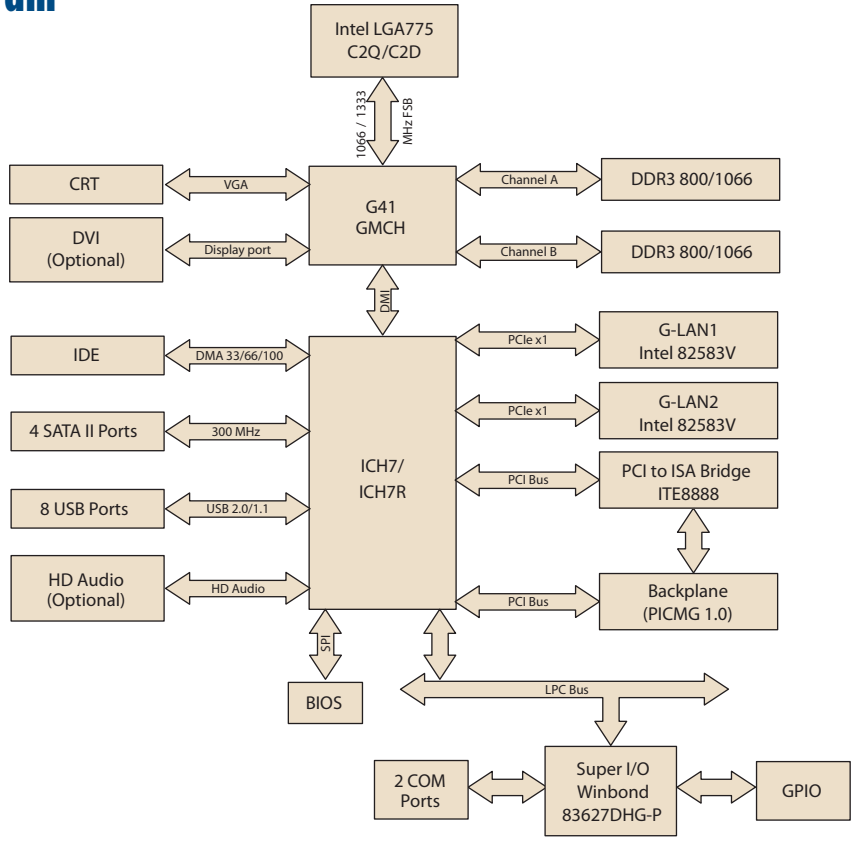 Intel LGA775
C2Q/C2D
1066 / 1333
MHz FSB
CRT
VGA
G41
GMCH
Channel A
DDR3 800/1066
DVI
(Optional)
Display port
Channel B
DDR3 800/1066
DMI
IDE
DMA 33/66/100
PCIe x1
G-LAN1
Intel 82583V
4 SATA II Ports
300 MHz
PCIe x1
G-LAN2
Intel 82583V
ICH7/
ICH7R
8 USB Ports
USB 2.0/1.1
PCI Bus
PCI to ISA Bridge
ITE8888
HD Audio
(Optional)
HD Audio
PCI Bus
Backplane
(PICMG 1.0)
SPI
BIOS
LPC Bus
2 COM
Ports
Super I/O
Winbond
83627DHG-P
GPIO